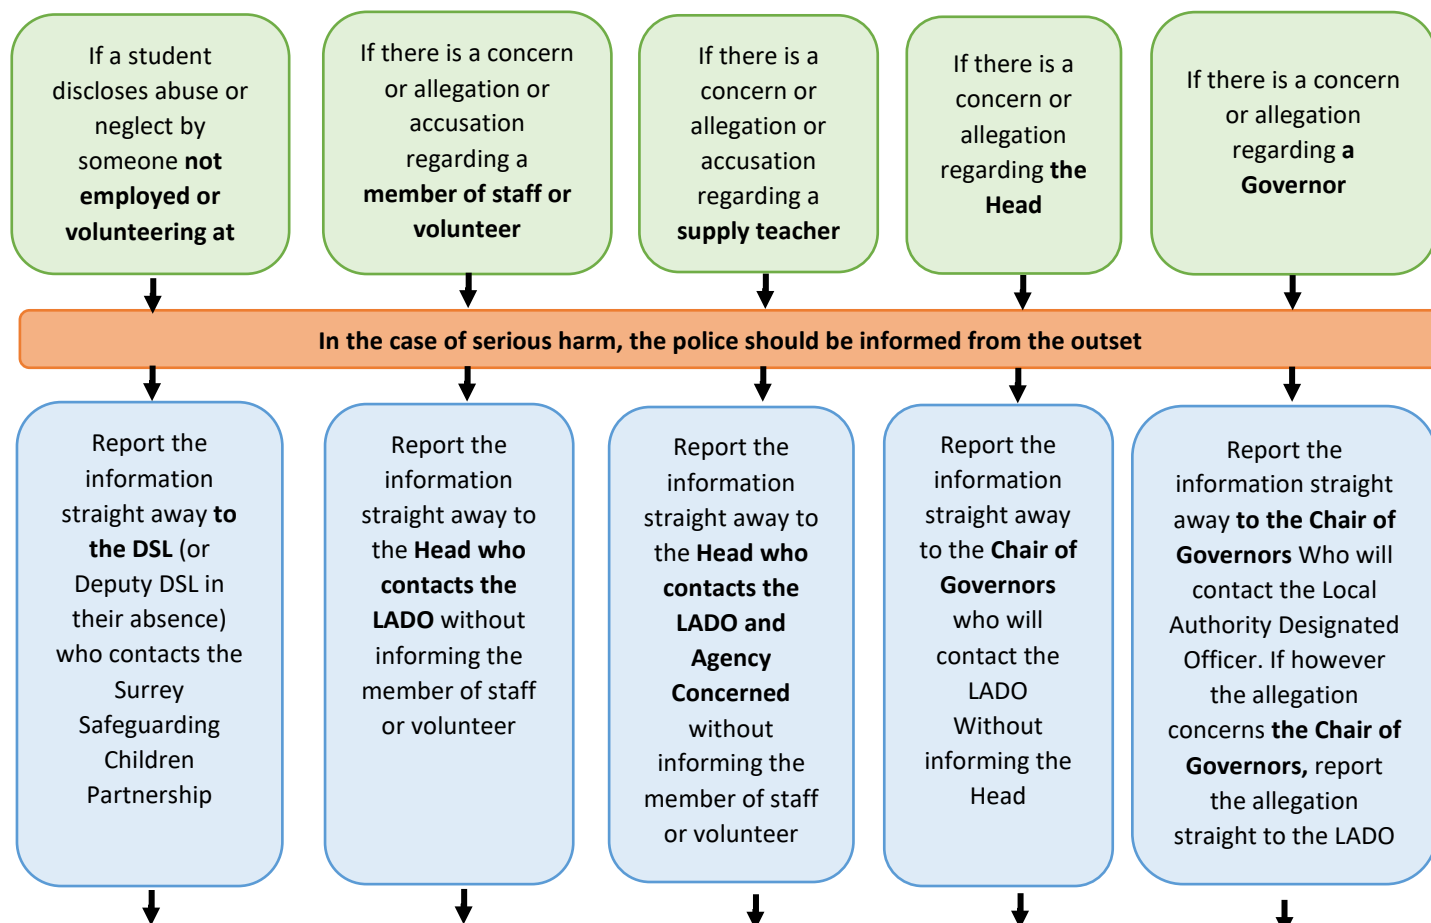 If a student
discloses abuse or
neglect by
someone not
employed or
volunteering at
If there is a concern
or allegation or
accusation
regarding a
member of staff or
volunteer
If there is a
concern or
allegation or
accusation
regarding a
supply teacher
If there is a
concern or
allegation
regarding the
Head
If there is a concern
or allegation
regarding a
Governor
In the case of serious harm, the police should be informed from the outset
Report the
information
straight away to
the DSL (or
Deputy DSL in
their absence)
who contacts the
Surrey
Safeguarding
Children
Partnership
Report the
information
straight away to
the Head who
contacts the
LADO without
informing the
member of staff
or volunteer
Report the
information
straight away to
the Head who
contacts the
LADO and
Agency
Concerned
without
informing the
member of staff
or volunteer
Report the
information
straight away
to the Chair of
Governors
who will
contact the
LADO
Without
informing the
Head
Report the
information straight
away to the Chair of
Governors Who will
contact the Local
Authority Designated
Officer. If however
the allegation
concerns the Chair of
Governors, report
the allegation
straight to the LADO